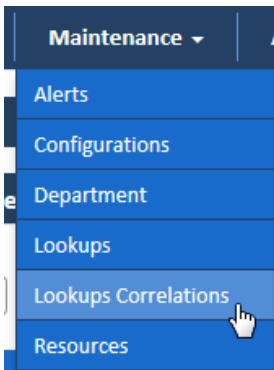 Maintenance
Alerts
Configurations
Department
Lookups
Lookups Correlations
Resources